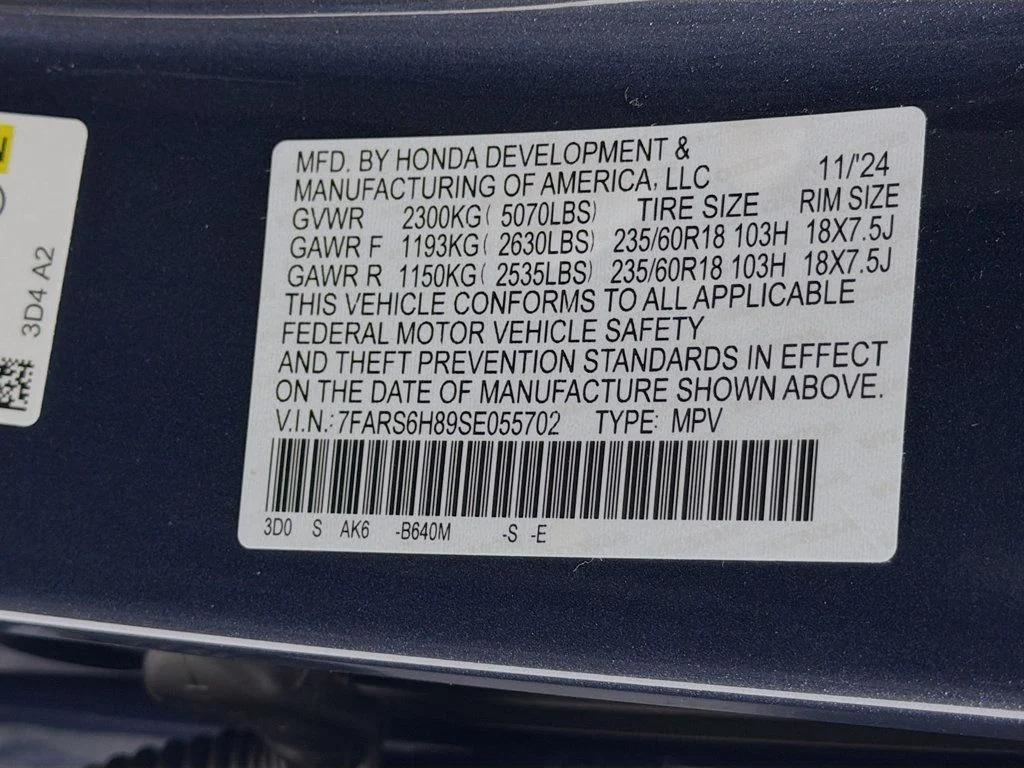 MFD. BY HONDA DEVELOPMENT &
MANUFACTURING OF AMERICA, LLC 11/'24
GVWR 2300KG( 5070LBS) TIRE SIZE RIM SIZE
GAWR F 1193KG( 2630LBS) 235/60R18 103H 18X7.5J
GAWR R 1150KG( 2535LBS) 235/60R18 103H 18X7.5J
THIS VEHICLE CONFORMS TO ALL APPLICABLE
FEDERAL MOTOR VEHICLE SAFETY
AND THEFT PREVENTION STANDARDS IN EFFECT
ON THE DATE OF MANUFACTURE SHOWN ABOVE.
V.I.N.: 7FARS6H89SE055702 TYPE: MPV
3D0 S AK6 -B640M -S -E
3D4 A2